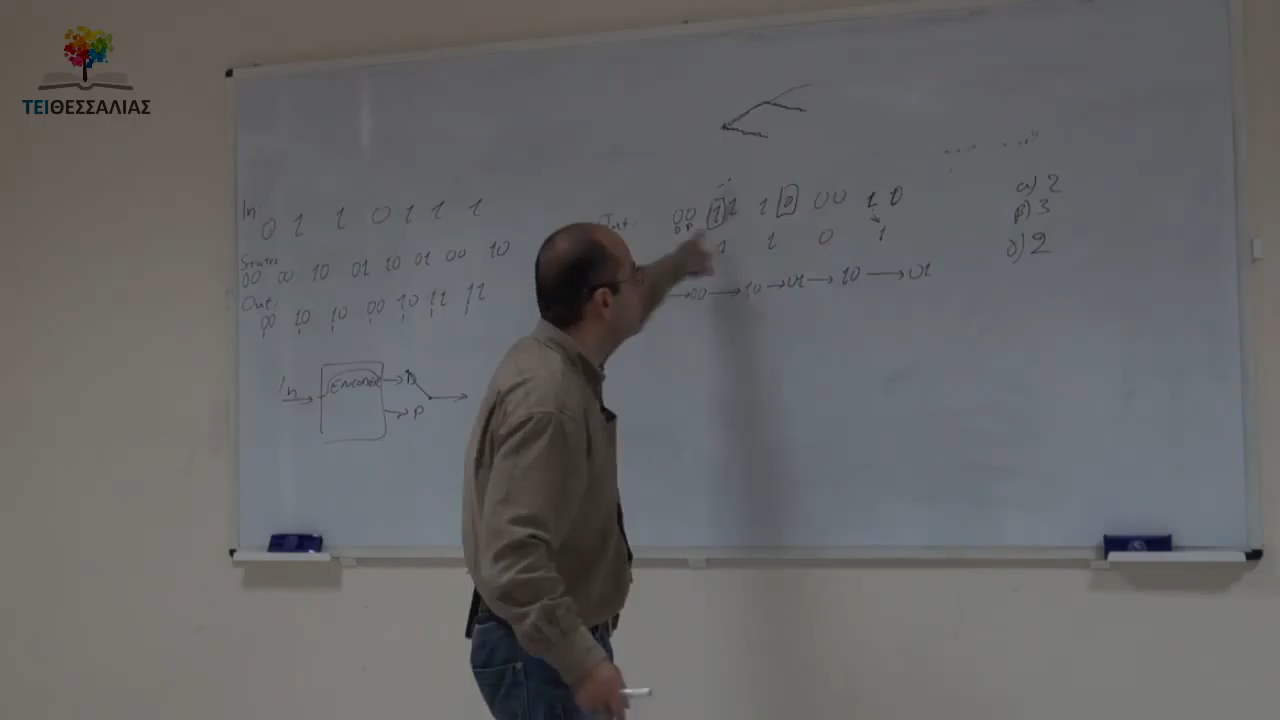 ΤΕΙΘΕΣΣΑΛΙΑΣ
In 0 1 1 0 1 1 1
States
00 00 10 01 10 01 00 10
Out:
00 10 10 00 10 11 11
In
ENCODER
P
00 11 1 0 00 1 0
D P
1 1 0 1
00 → 10 → 01 → 10 → 01
α) 2
β) 3
γ) 2